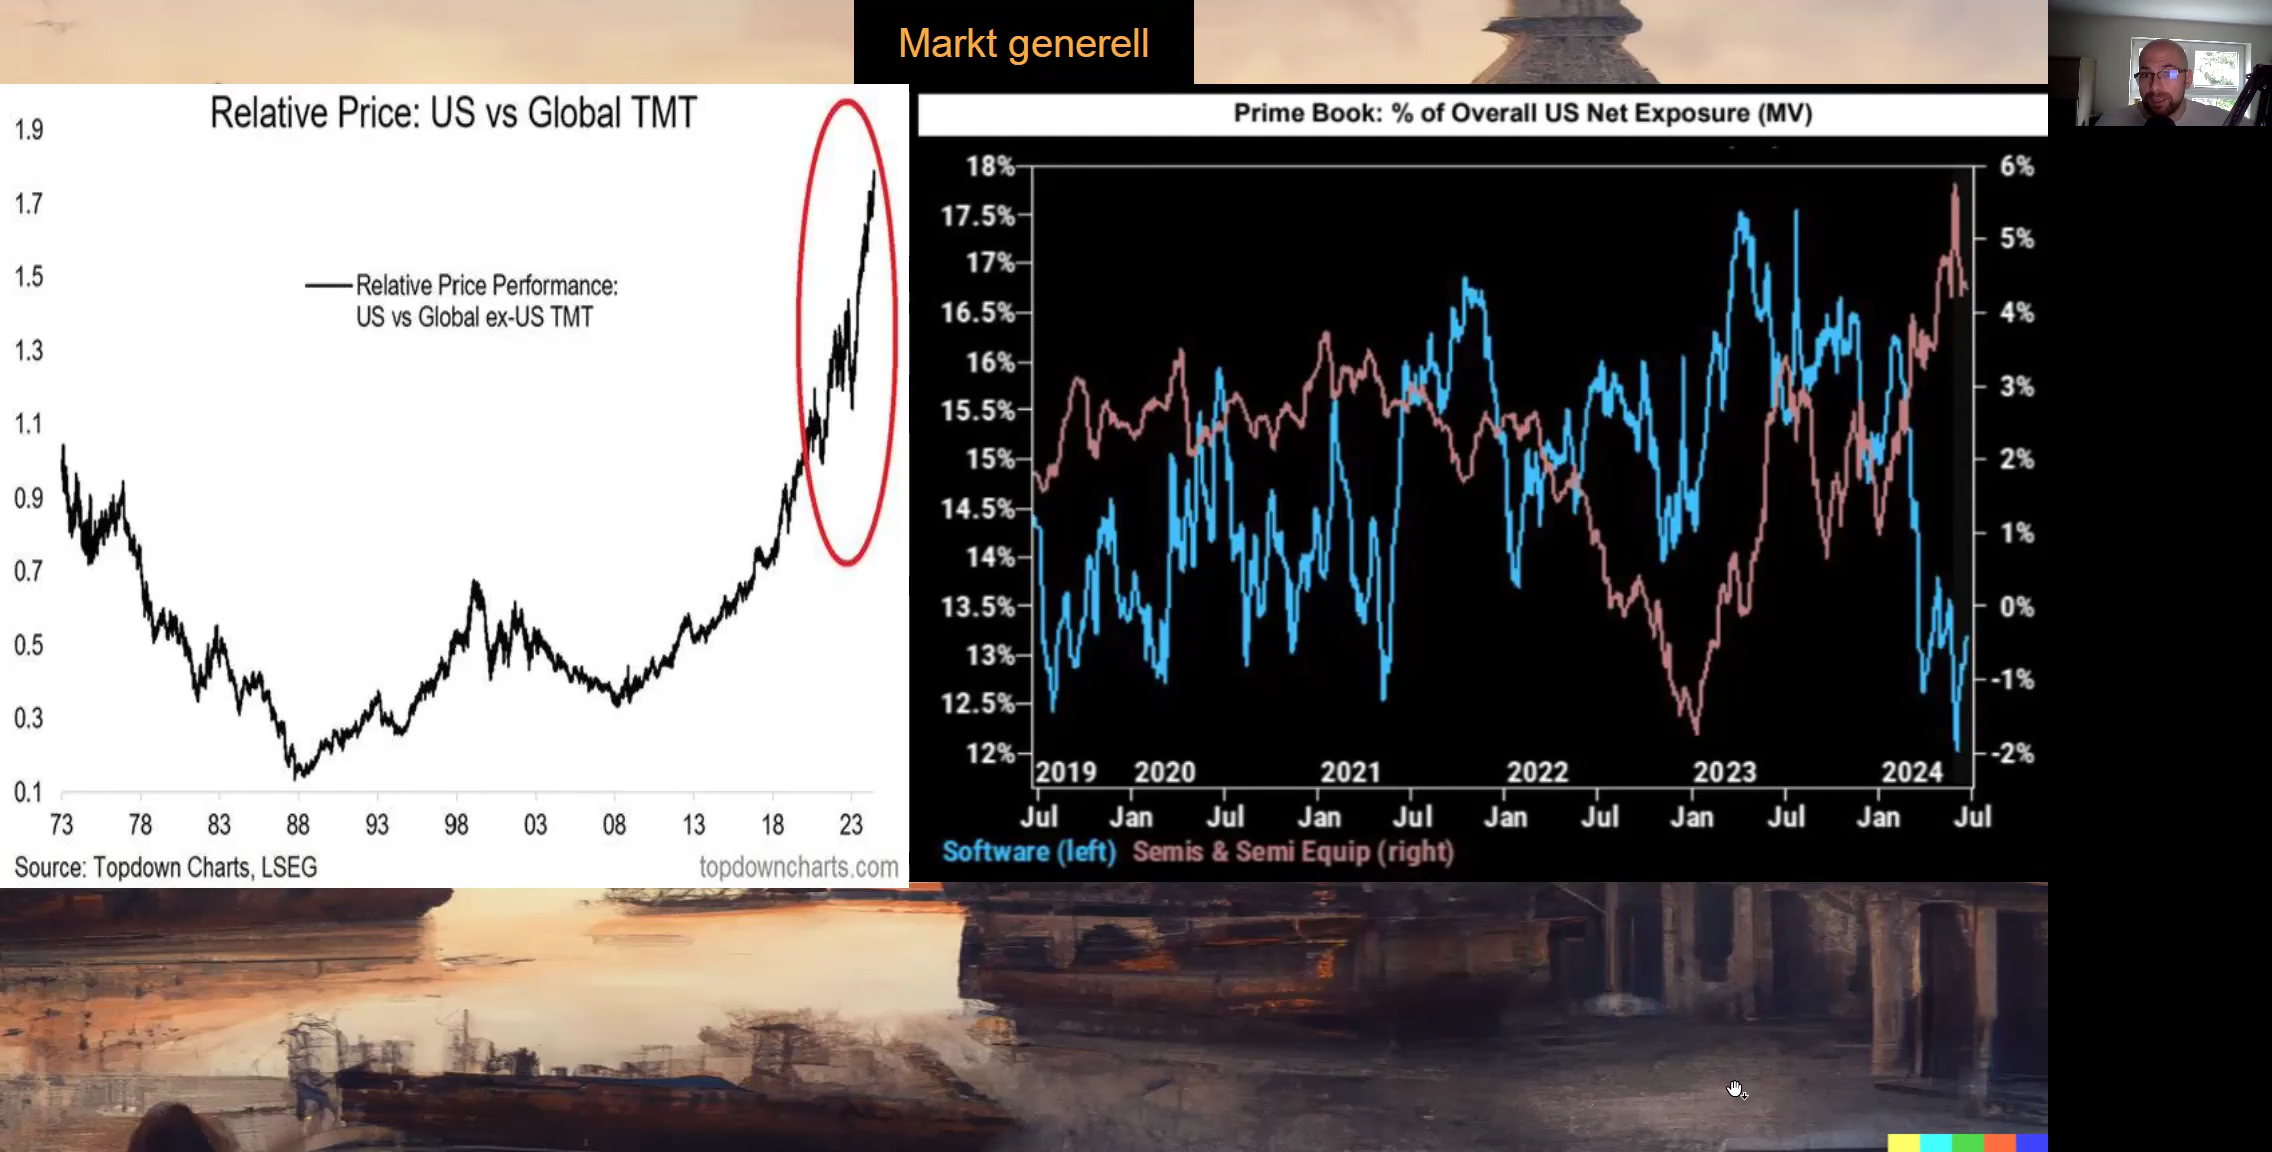 Markt generell
Relative Price: US vs Global TMT
1.9
1.7
1.5
1.3
1.1
0.9
0.7
0.5
0.3
0.1
Relative Price Performance:
US vs Global ex-US TMT
73 78 83 88 93 98 03 08 13 18 23
Source: Topdown Charts, LSEG
topdowncharts.com
Prime Book: % of Overall US Net Exposure (MV)
18%
17.5%
17%
16.5%
16%
15.5%
15%
14.5%
14%
13.5%
13%
12.5%
12%
6%
5%
4%
3%
2%
1%
0%
-1%
-2%
2019 2020 2021 2022 2023 2024
Jul Jan Jul Jan Jul Jan Jul Jan Jul Jan Jul
Software (left) Semis & Semi Equip (right)